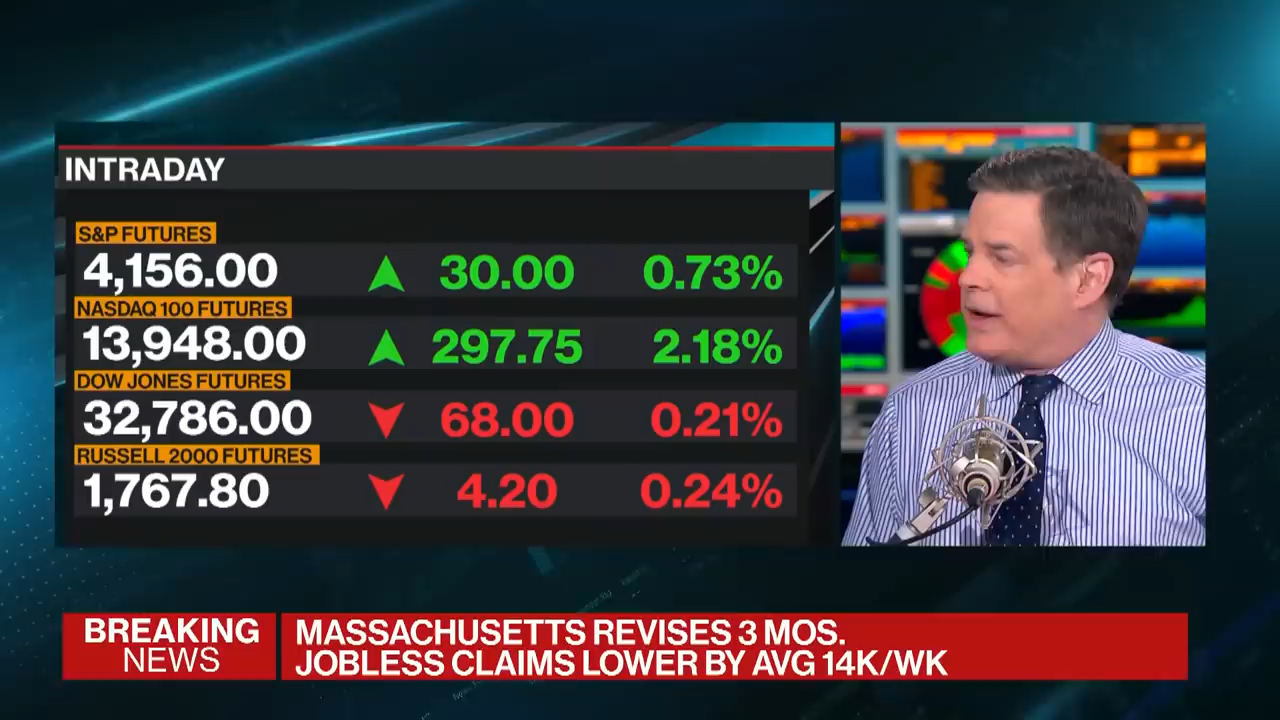 INTRADAY
S&P FUTURES
4,156.00 30.00 0.73%
NASDAQ 100 FUTURES
13,948.00 297.75 2.18%
DOW JONES FUTURES
32,786.00 68.00 0.21%
RUSSELL 2000 FUTURES
1,767.80 4.20 0.24%
BREAKING
NEWS
MASSACHUSETTS REVISES 3 MOS.
JOBLESS CLAIMS LOWER BY AVG 14K/WK